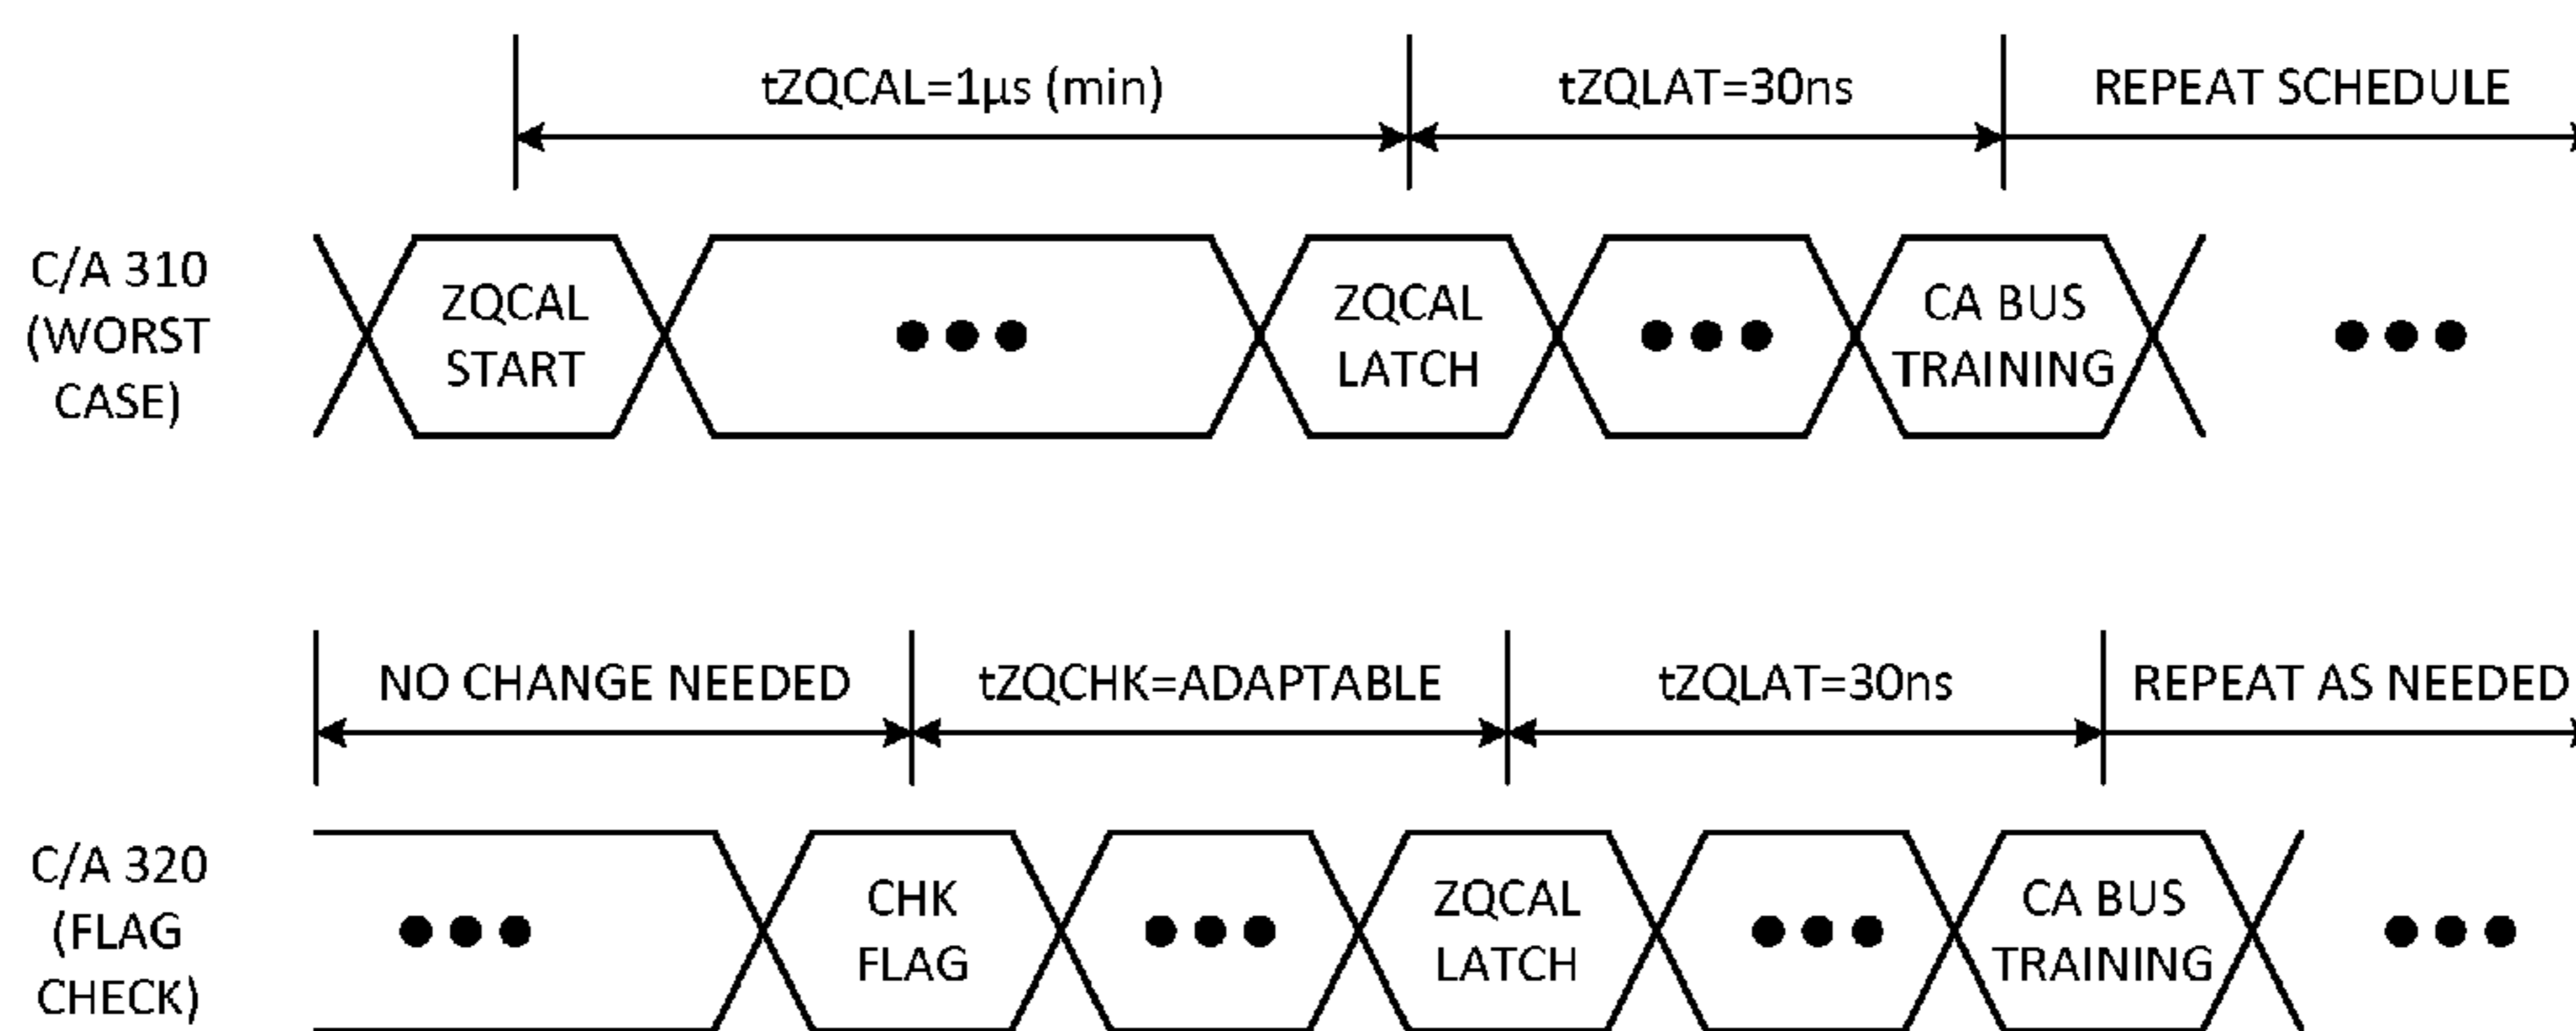 tZQCAL=1µs (min)
tZQLAT=30ns
REPEAT SCHEDULE
C/A 310
(WORST
CASE)
ZQCAL
START
ZQCAL
LATCH
CA BUS
TRAINING
NO CHANGE NEEDED
tZQCHK=ADAPTABLE
tZQLAT=30ns
REPEAT AS NEEDED
C/A 320
(FLAG
CHECK)
CHK
FLAG
ZQCAL
LATCH
CA BUS
TRAINING